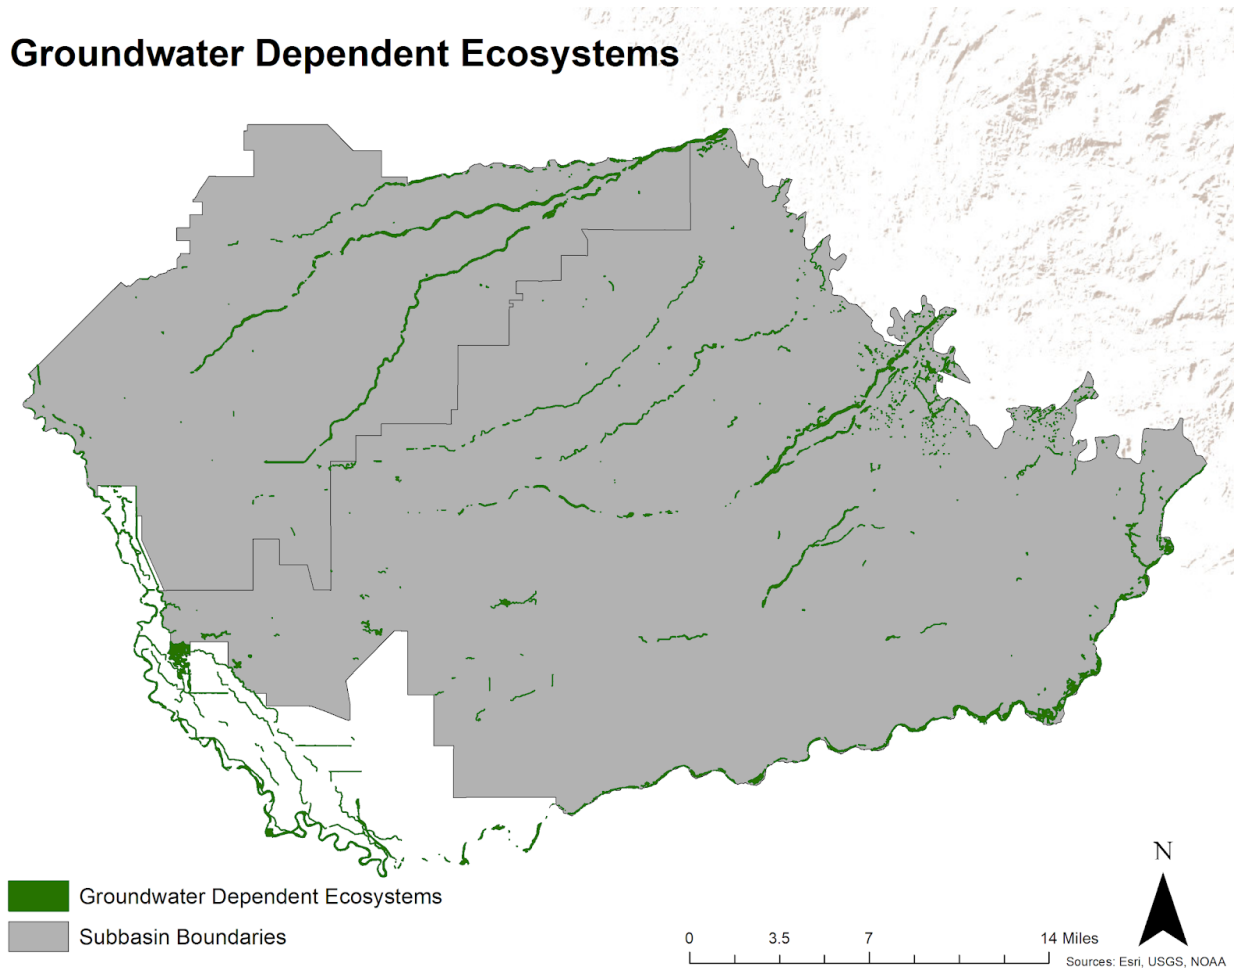 Groundwater Dependent Ecosystems
Groundwater Dependent Ecosystems
Subbasin Boundaries
N
0 3.5 7 14 Miles
Sources: Esri, USGS, NOAA